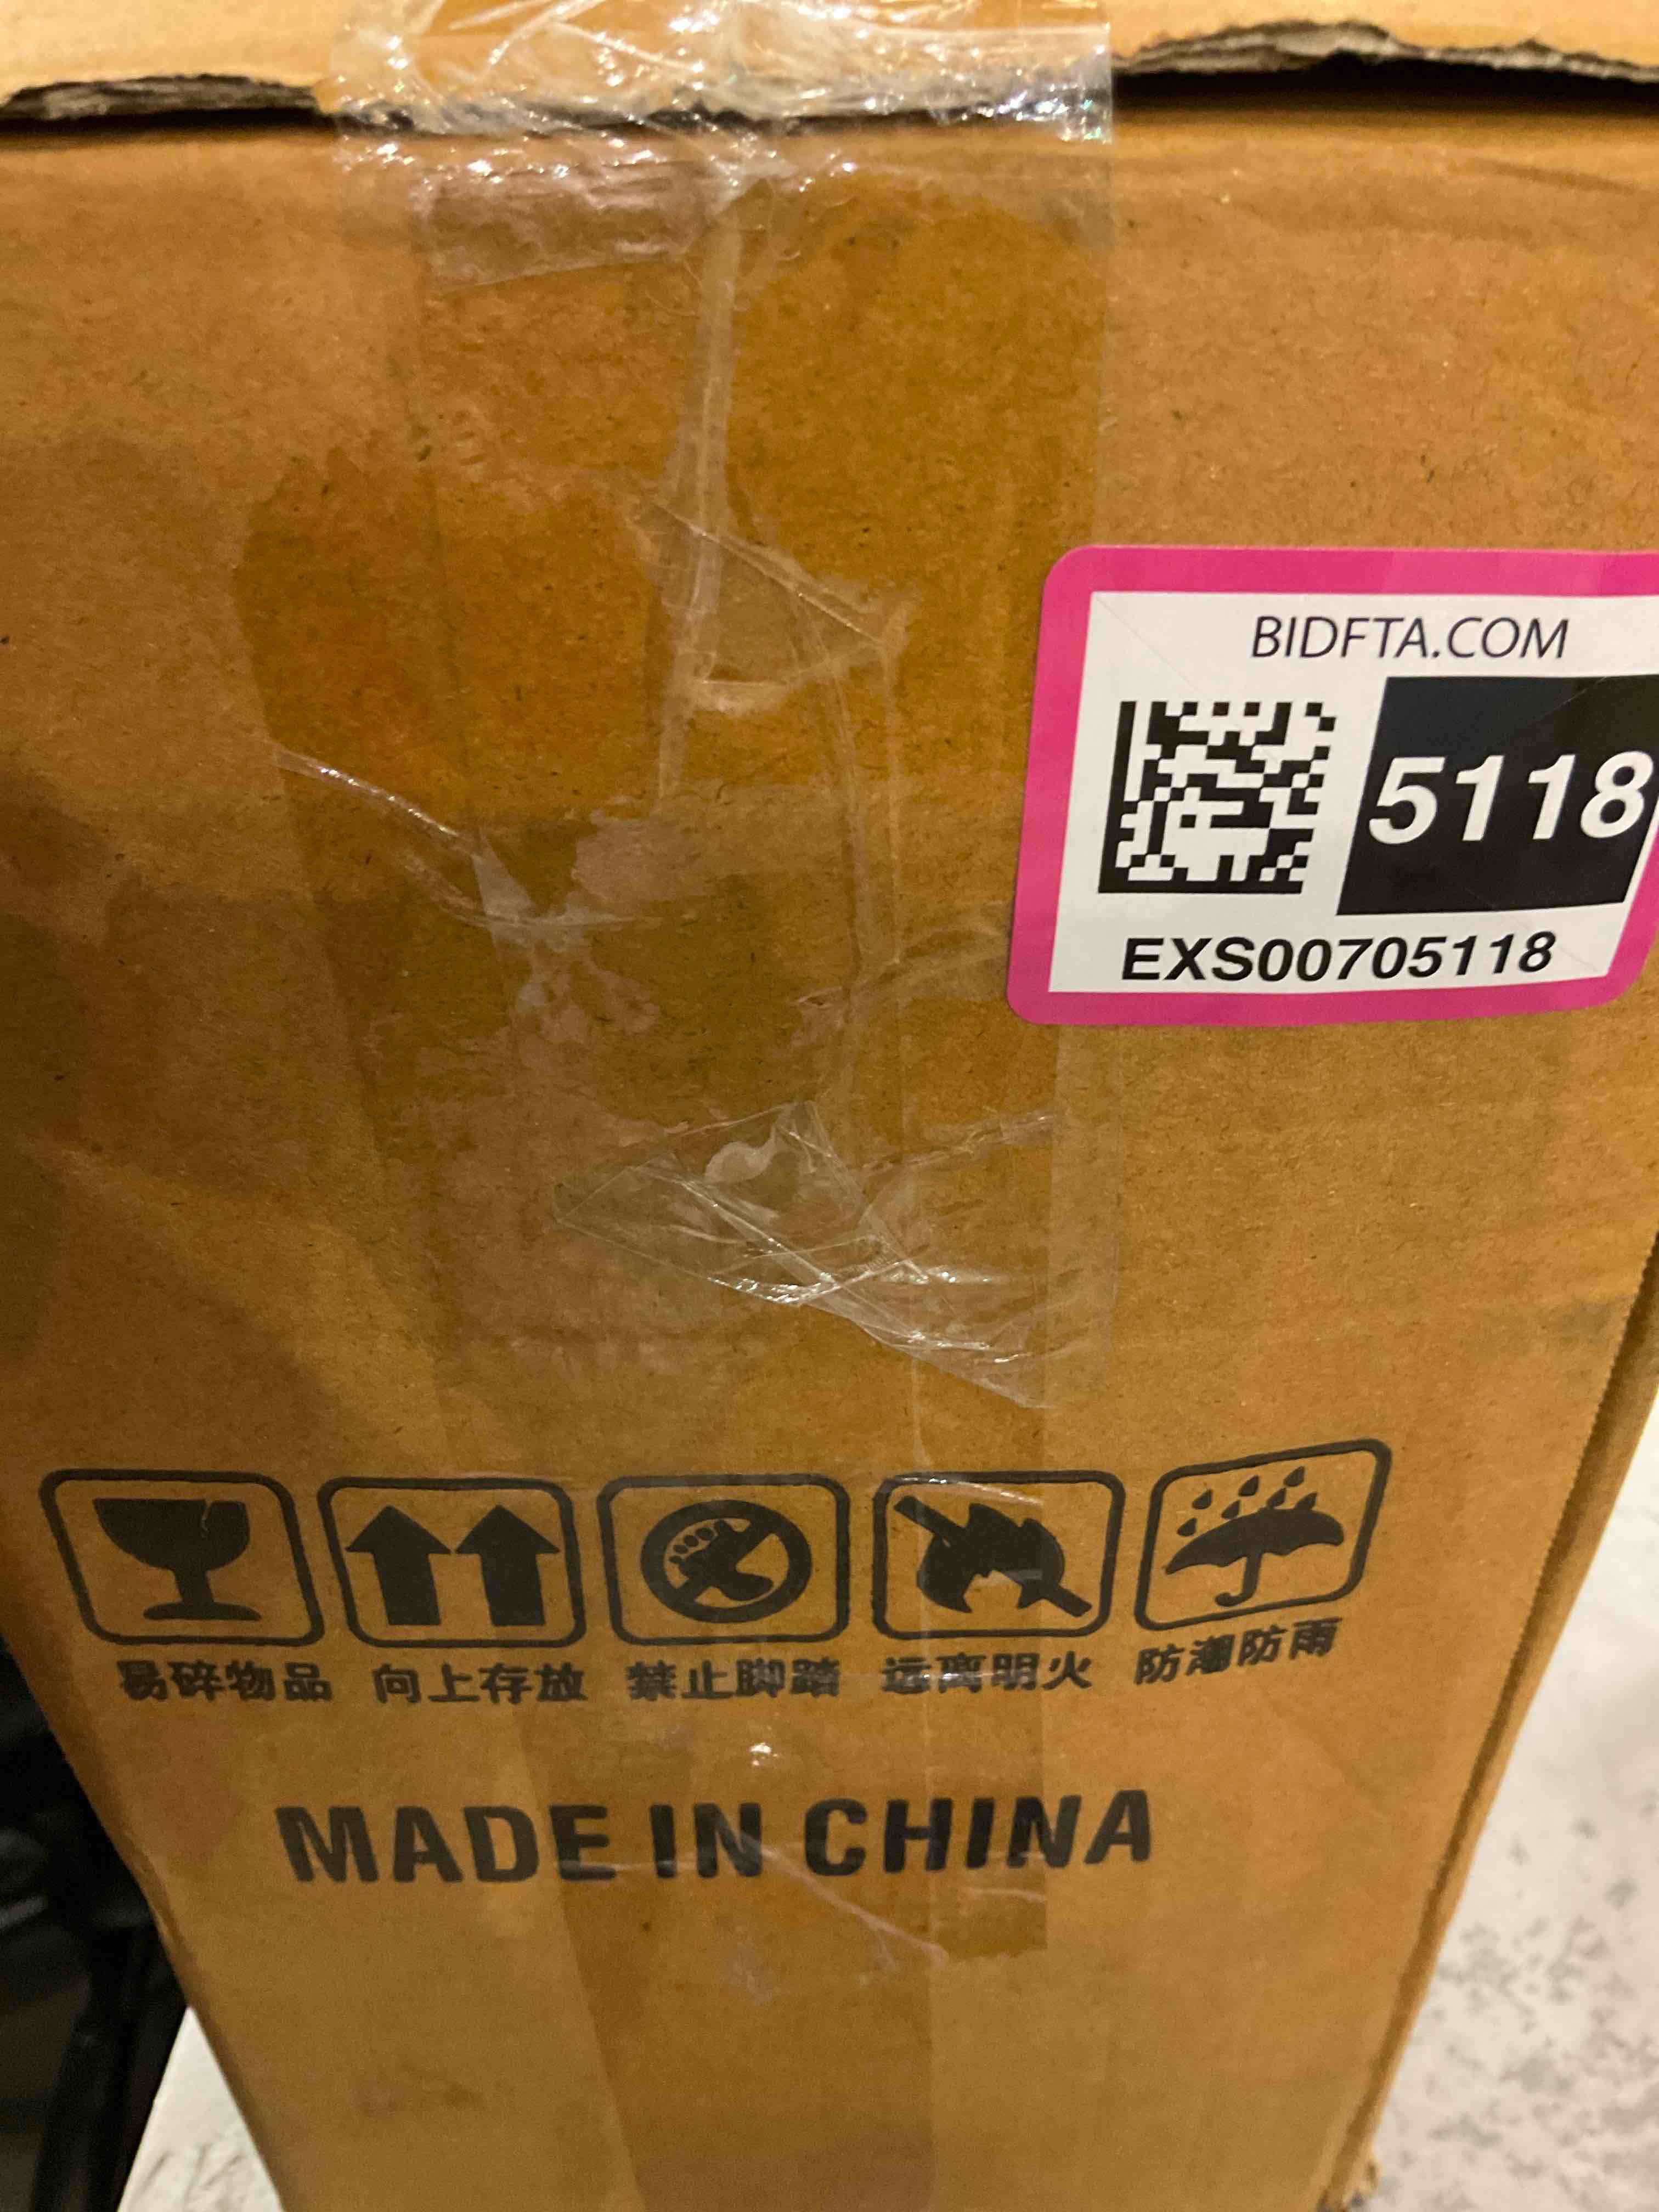 BIDFTA.COM
5118
EXS00705118
易碎物品 向上存放 禁止脚踏 远离明火 防潮防雨
MADE IN CHINA